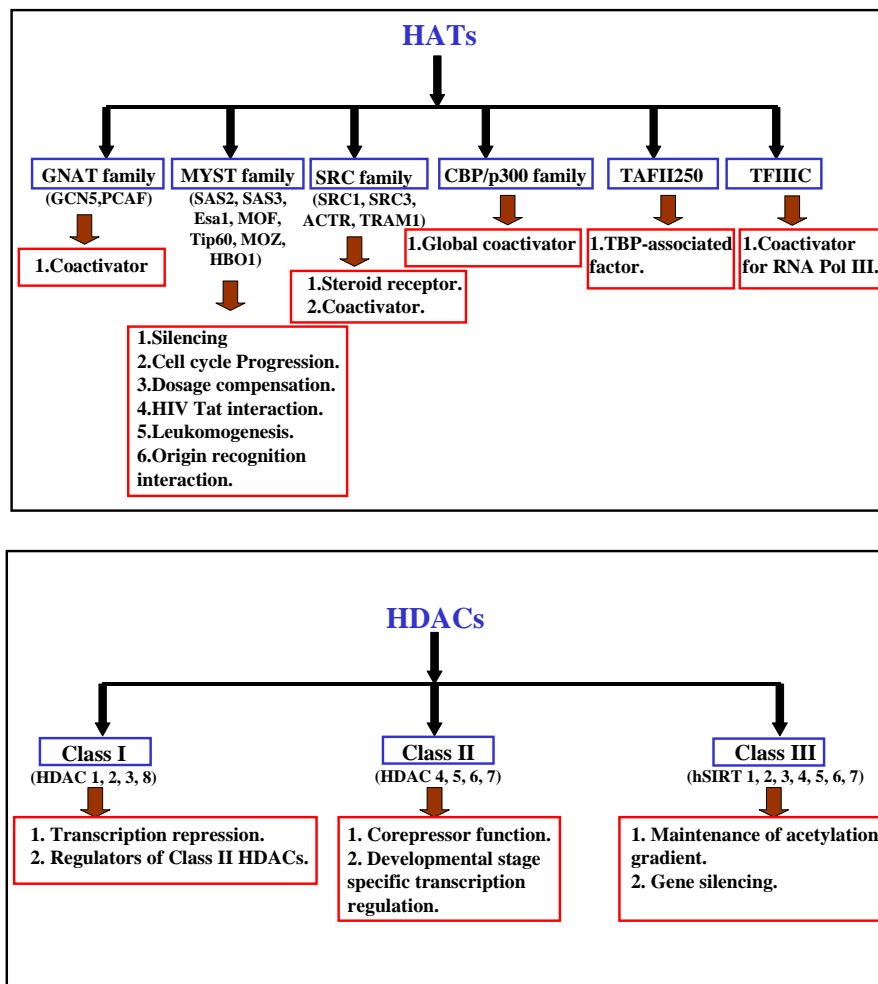 HATs
GNAT family
(GCN5,PCAF)
1.Coactivator
MYST family
(SAS2, SAS3,
Esa1, MOF,
Tip60, MOZ,
HBO1)
1.Silencing
2.Cell cycle Progression.
3.Dosage compensation.
4.HIV Tat interaction.
5.Leukomogenesis.
6.Origin recognition
interaction.
SRC family
(SRC1, SRC3,
ACTR, TRAM1)
1.Steroid receptor.
2.Coactivator.
CBP/p300 family
1.Global coactivator
TAFII250
1.TBP-associated
factor.
TFIIIC
1.Coactivator
for RNA Pol III.
HDACs
Class I
(HDAC 1, 2, 3, 8)
1. Transcription repression.
2. Regulators of Class II HDACs.
Class II
(HDAC 4, 5, 6, 7)
1. Corepressor function.
2. Developmental stage
specific transcription
regulation.
Class III
(hSIRT 1, 2, 3, 4, 5, 6, 7)
1. Maintenance of acetylation
gradient.
2. Gene silencing.